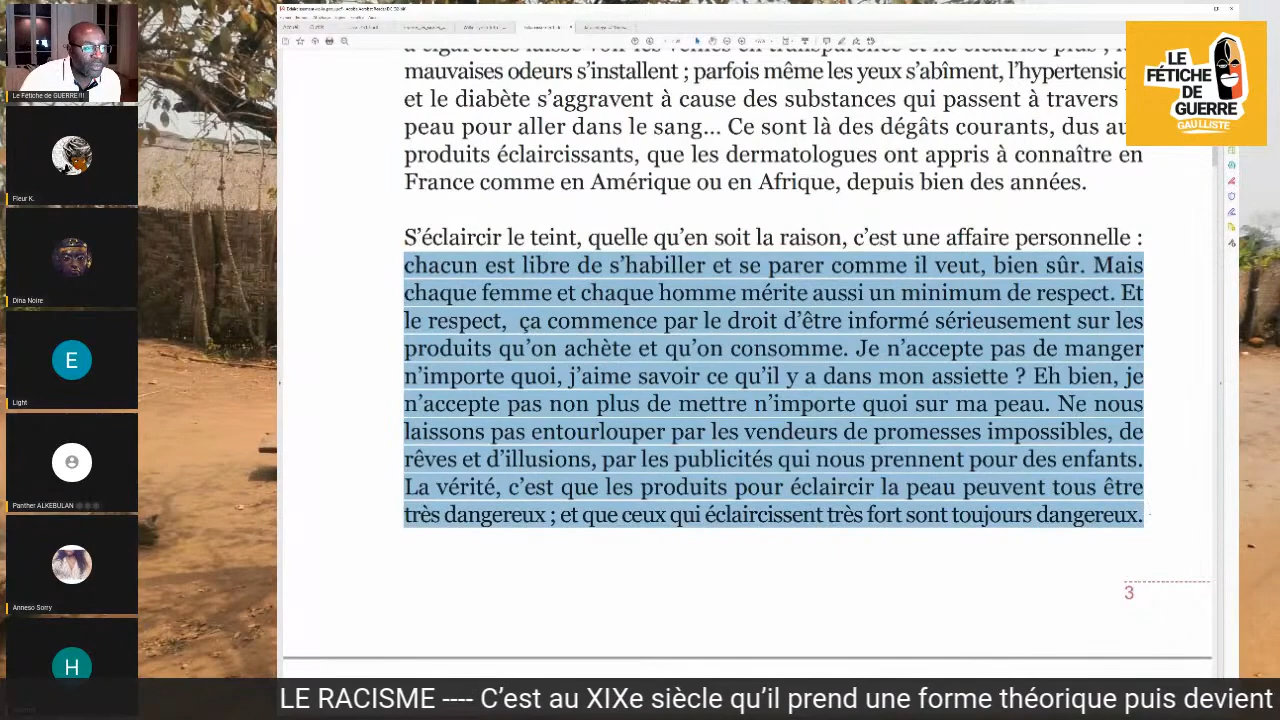 Le Fétiche de GUERRE !!!
Fleur K.
Dina Noire
E
Light
Panther ALKEBULAN
Anneso Sorry
H
LE
FÉTICHE
DE
GUERRE
GAULLISTE
mauvaises odeurs s’installent ; parfois même les yeux s’abîment, l’hypertensio
et le diabète s’aggravent à cause des substances qui passent à travers
peau pour aller dans le sang... Ce sont là des dégâts courants, dus au
produits éclaircissants, que les dermatologues ont appris à connaître en
France comme en Amérique ou en Afrique, depuis bien des années.
S’éclaircir le teint, quelle qu’en soit la raison, c’est une affaire personnelle :
chacun est libre de s’habiller et se parer comme il veut, bien sûr. Mais
chaque femme et chaque homme mérite aussi un minimum de respect. Et
le respect, ça commence par le droit d’être informé sérieusement sur les
produits qu’on achète et qu’on consomme. Je n’accepte pas de manger
n’importe quoi, j’aime savoir ce qu’il y a dans mon assiette ? Eh bien, je
n’accepte pas non plus de mettre n’importe quoi sur ma peau. Ne nous
laissons pas entourlouper par les vendeurs de promesses impossibles, de
rêves et d’illusions, par les publicités qui nous prennent pour des enfants.
La vérité, c’est que les produits pour éclaircir la peau peuvent tous être
très dangereux ; et que ceux qui éclaircissent très fort sont toujours dangereux.
3
LE RACISME ---- C’est au XIXe siècle qu’il prend une forme théorique puis devient